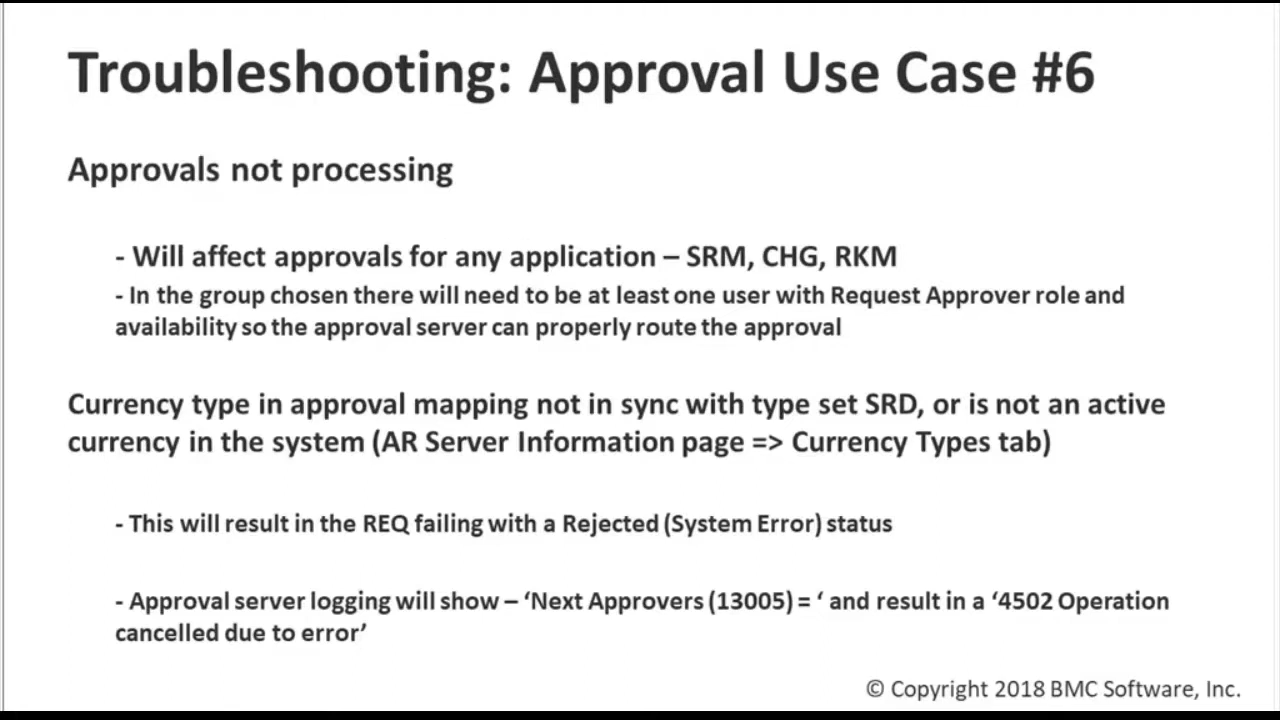 Troubleshooting: Approval Use Case #6
Approvals not processing
- Will affect approvals for any application – SRM, CHG, RKM
- In the group chosen there will need to be at least one user with Request Approver role and
availability so the approval server can properly route the approval
Currency type in approval mapping not in sync with type set SRD, or is not an active
currency in the system (AR Server Information page => Currency Types tab)
- This will result in the REQ failing with a Rejected (System Error) status
- Approval server logging will show – ‘Next Approvers (13005) = ‘ and result in a ‘4502 Operation
cancelled due to error’
© Copyright 2018 BMC Software, Inc.